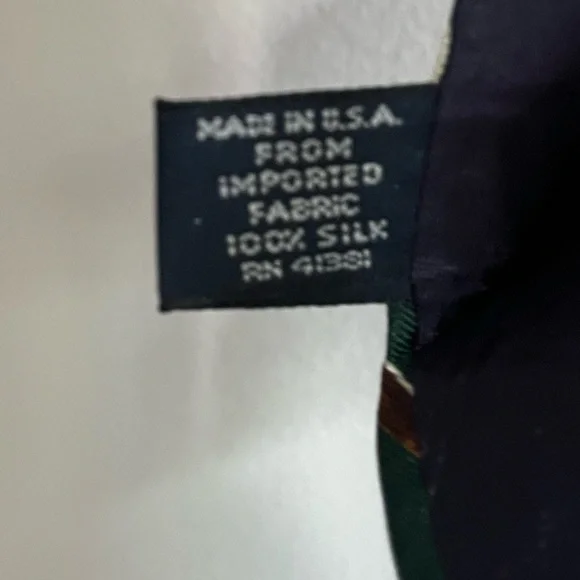 MADE IN U.S.A.
FROM
IMPORTED
FABRIC
100% SILK
RN 41381